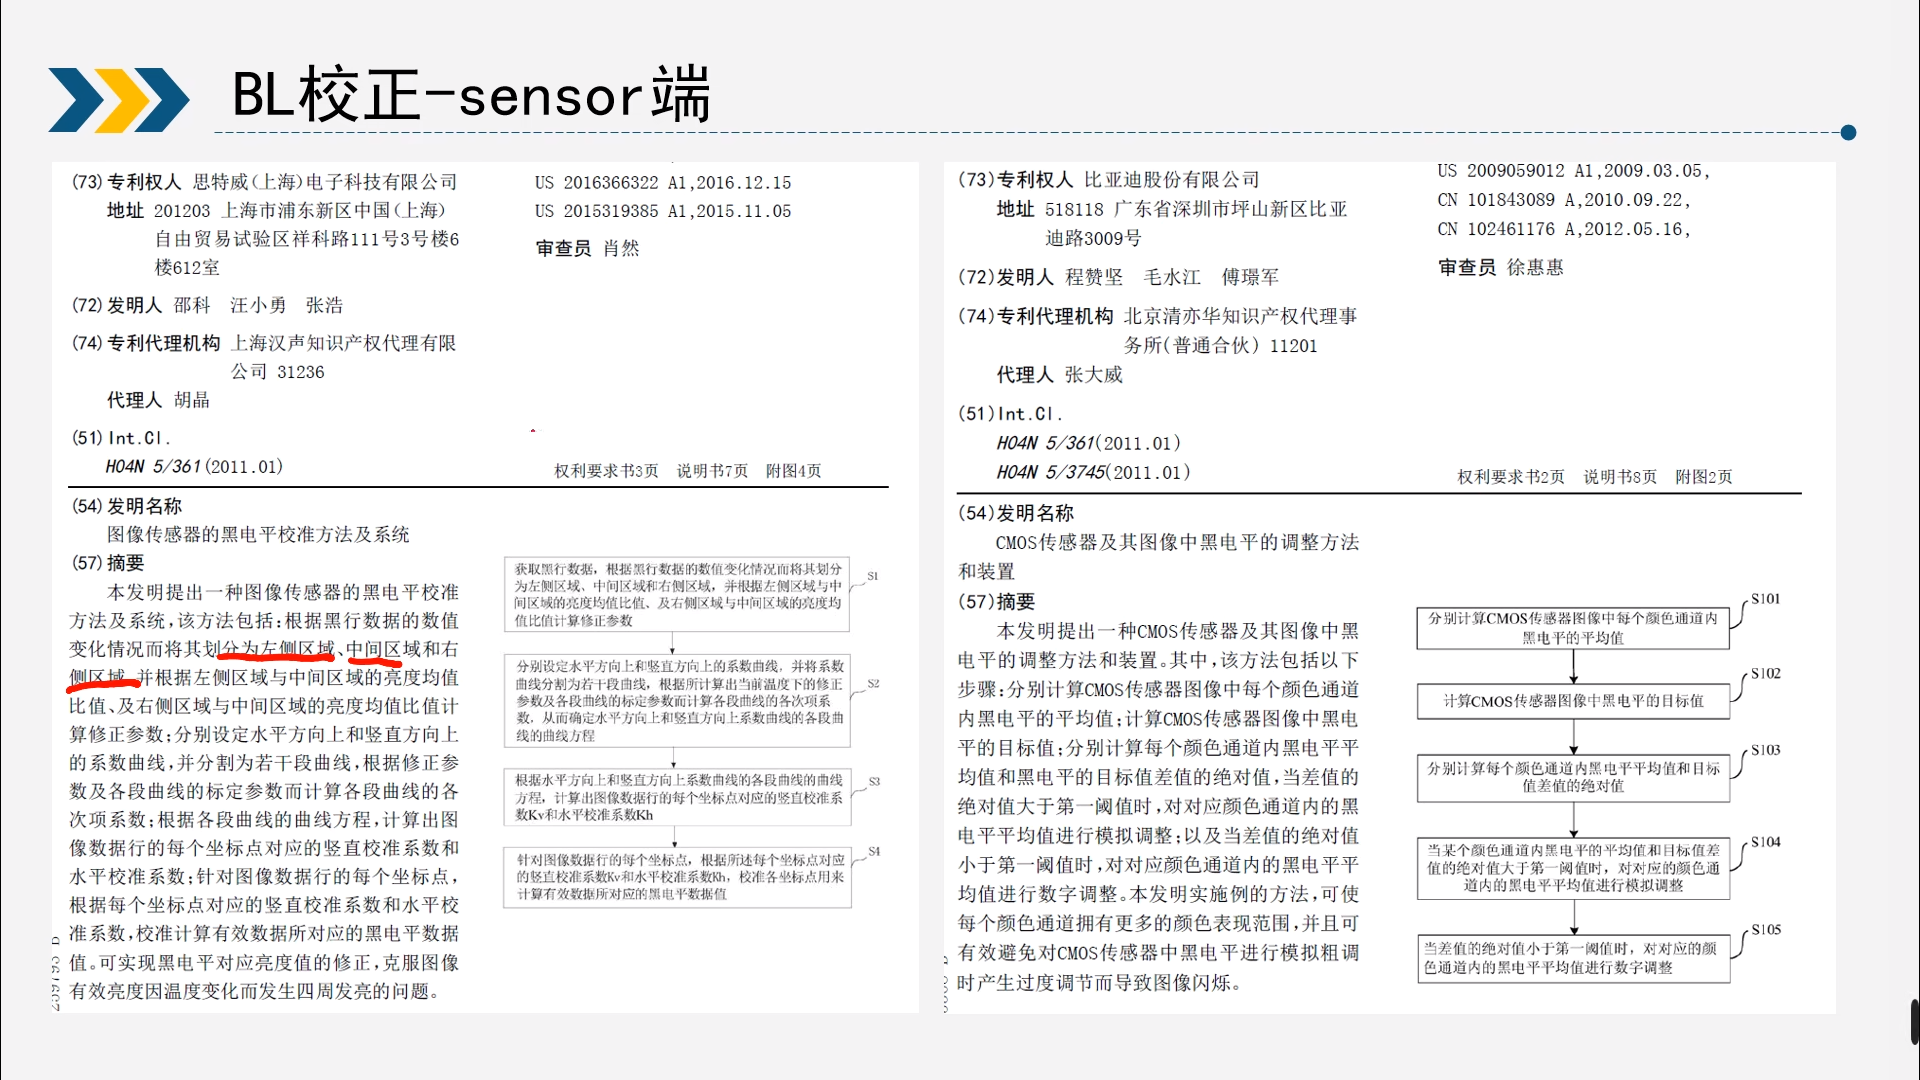 BL校正-sensor端
(73)专利权人 思特威(上海)电子科技有限公司
地址 201203 上海市浦东新区中国(上海)
自由贸易试验区祥科路111号3号楼6
楼612室
(72)发明人 邵科 汪小勇 张浩
(74)专利代理机构 上海汉声知识产权代理有限
公司 31236
代理人 胡晶
(51)Int.Cl.
H04N 5/361(2011.01)
US 2016366322 A1,2016.12.15
US 2015319385 A1,2015.11.05
审查员 肖然
权利要求书3页 说明书7页 附图4页
(54)发明名称
图像传感器的黑电平校准方法及系统
(57)摘要
本发明提出一种图像传感器的黑电平校准
方法及系统,该方法包括:根据黑行数据的数值
变化情况而将其划分为左侧区域、中间区域和右
侧区域,并根据左侧区域与中间区域的亮度均值
比值、及右侧区域与中间区域的亮度均值比值计
算修正参数;分别设定水平方向上和竖直方向上
的系数曲线,并分割为若干段曲线,根据修正参
数及各段曲线的标定参数而计算各段曲线的各
次项系数;根据各段曲线的曲线方程,计算出图
像数据行的每个坐标点对应的竖直校准系数和
水平校准系数;针对图像数据行的每个坐标点,
根据每个坐标点对应的竖直校准系数和水平校
准系数,校准计算有效数据所对应的黑电平数据
值。可实现黑电平对应亮度值的修正,克服图像
有效亮度因温度变化而发生四周发亮的问题。
获取黑行数据,根据黑行数据的数值变化情况而将其划分
为左侧区域、中间区域和右侧区域,并根据左侧区域与中
间区域的亮度均值比值、及右侧区域与中间区域的亮度均
值比值计算修正参数
S1
分别设定水平方向上和竖直方向上的系数曲线,并将系数
曲线分割为若干段曲线,根据所计算出当前温度下的修正
参数及各段曲线的标定参数而计算各段曲线的各次项系
数,从而确定水平方向上和竖直方向上系数曲线的各段曲
线的曲线方程
S2
根据水平方向上和竖直方向上系数曲线的各段曲线的曲线
方程,计算出图像数据行的每个坐标点对应的竖直校准系
数Kv和水平校准系数Kh
S3
针对图像数据行的每个坐标点,根据所述每个坐标点对应
的竖直校准系数Kv和水平校准系数Kh,校准各坐标点用来
计算有效数据所对应的黑电平数据值
S4
(73)专利权人 比亚迪股份有限公司
地址 518118 广东省深圳市坪山新区比亚
迪路3009号
(72)发明人 程赞坚 毛水江 傅璟军
(74)专利代理机构 北京清亦华知识产权代理事
务所(普通合伙) 11201
代理人 张大威
(51)Int.Cl.
H04N 5/361(2011.01)
H04N 5/3745(2011.01)
US 2009059012 A1,2009.03.05,
CN 101843089 A,2010.09.22,
CN 102461176 A,2012.05.16,
审查员 徐惠惠
权利要求书2页 说明书8页 附图2页
(54)发明名称
CMOS传感器及其图像中黑电平的调整方法
和装置
(57)摘要
本发明提出一种CMOS传感器及其图像中黑
电平的调整方法和装置。其中,该方法包括以下
步骤:分别计算CMOS传感器图像中每个颜色通道
内黑电平的平均值;计算CMOS传感器图像中黑电
平的目标值;分别计算每个颜色通道内黑电平平
均值和黑电平的目标值差值的绝对值,当差值的
绝对值大于第一阈值时,对对应颜色通道内的黑
电平平均值进行模拟调整;以及当差值的绝对值
小于第一阈值时,对对应颜色通道内的黑电平平
均值进行数字调整。本发明实施例的方法,可使
每个颜色通道拥有更多的颜色表现范围,并且可
有效避免对CMOS传感器中黑电平进行模拟粗调
时产生过度调节而导致图像闪烁。
分别计算CMOS传感器图像中每个颜色通道内
黑电平的平均值
S101
计算CMOS传感器图像中黑电平的目标值
S102
分别计算每个颜色通道内黑电平平均值和目标
值差值的绝对值
S103
当某个颜色通道内黑电平的平均值和目标值差
值的绝对值大于第一阈值时,对对应的颜色通
道内的黑电平平均值进行模拟调整
S104
当差值的绝对值小于第一阈值时,对对应的颜
色通道内的黑电平平均值进行数字调整
S105